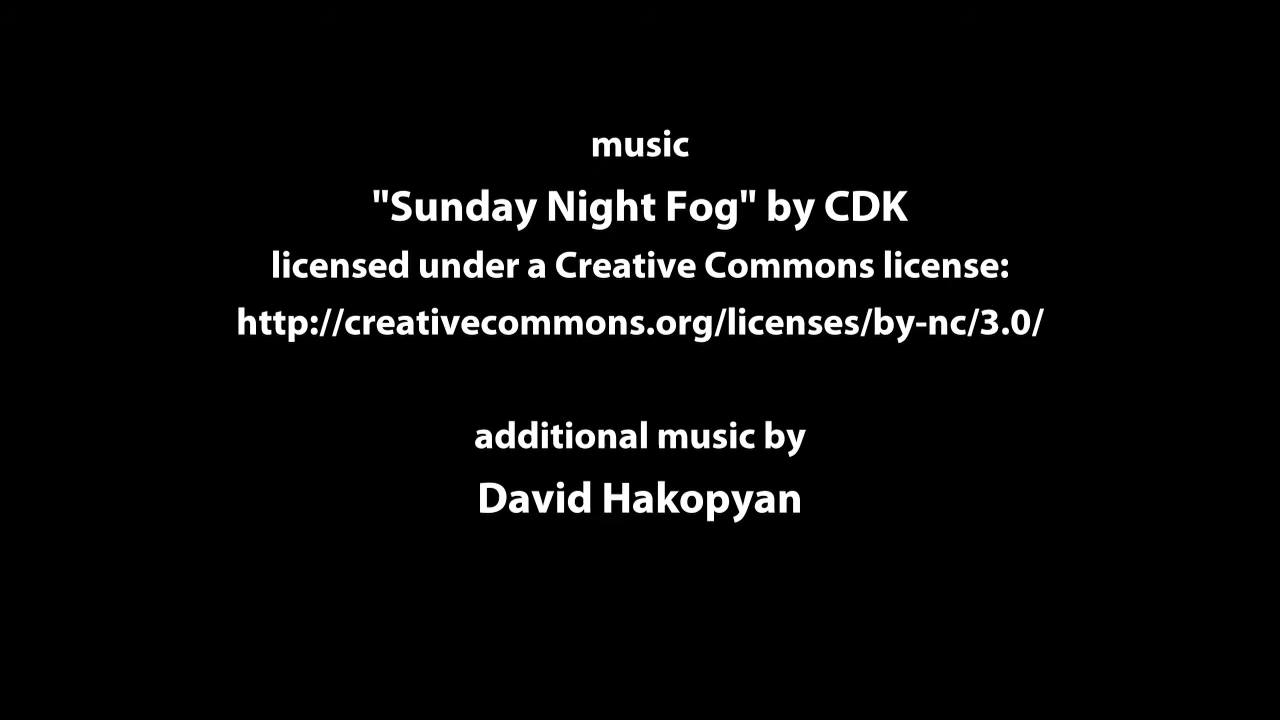 music
"Sunday Night Fog" by CDK
licensed under a Creative Commons license:
http://creativecommons.org/licenses/by-nc/3.0/
additional music by
David Hakopyan